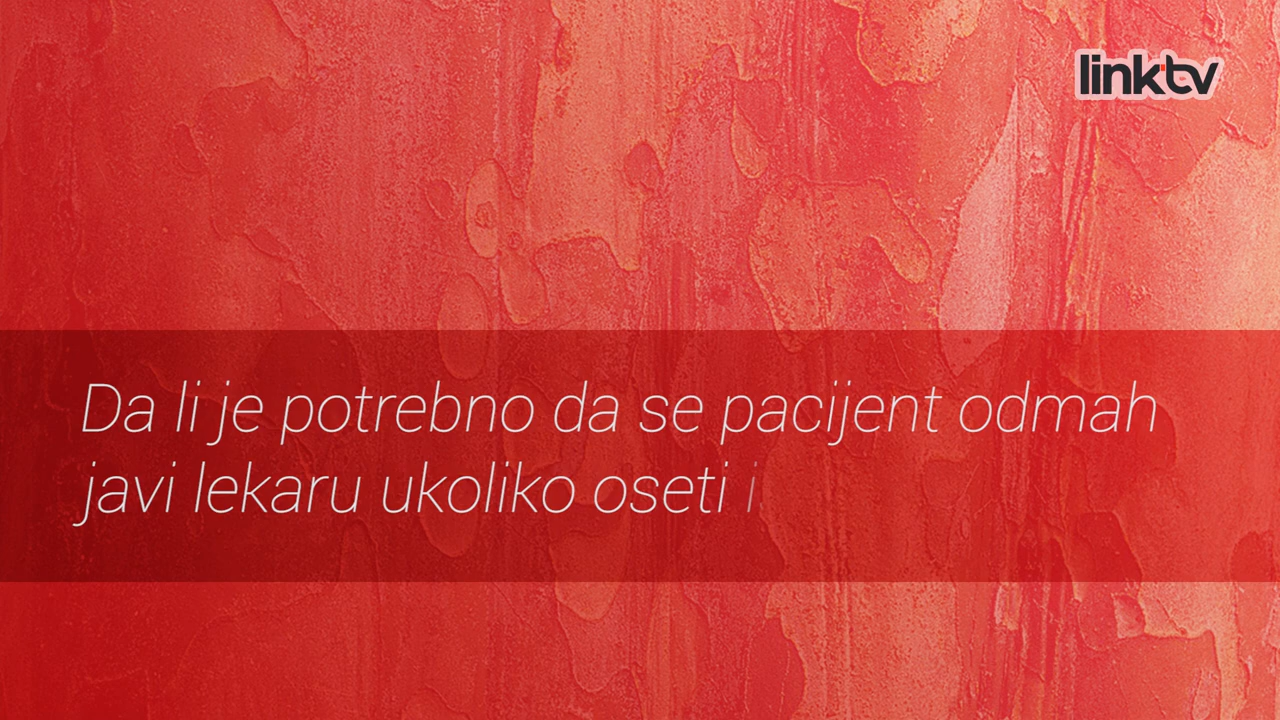 linktv
Da li je potrebno da se pacijent odmah
javi lekaru ukoliko oseti i